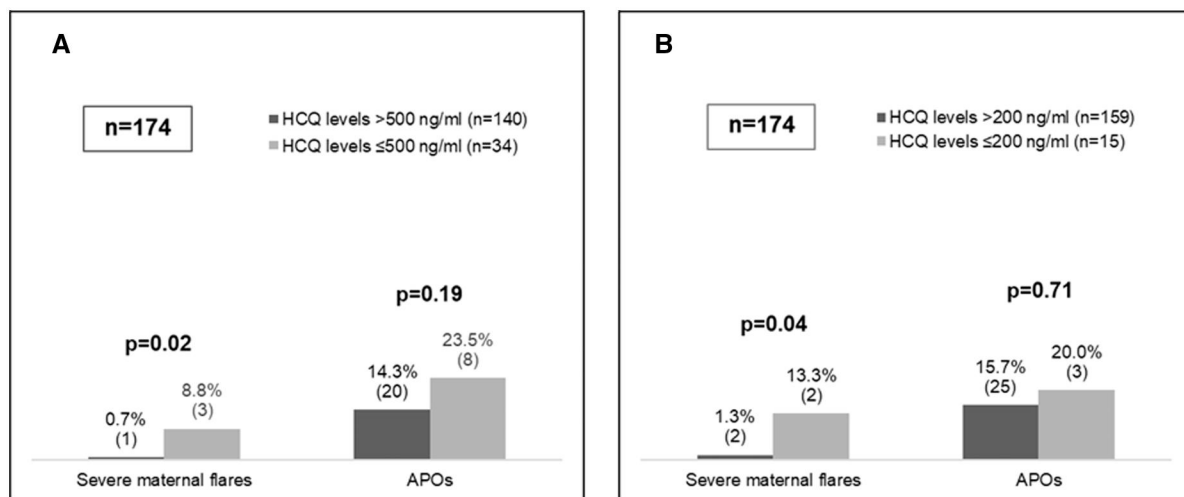 A
n=174
HCQ levels >500 ng/ml (n=140)
HCQ levels ≤500 ng/ml (n=34)
p=0.19
p=0.02
23.5%
(8)
14.3%
(20)
8.8%
(3)
0.7%
(1)
Severe maternal flares
APOs
B
n=174
HCQ levels >200 ng/ml (n=159)
HCQ levels ≤200 ng/ml (n=15)
p=0.71
p=0.04
20.0%
(3)
15.7%
(25)
13.3%
(2)
1.3%
(2)
Severe maternal flares
APOs